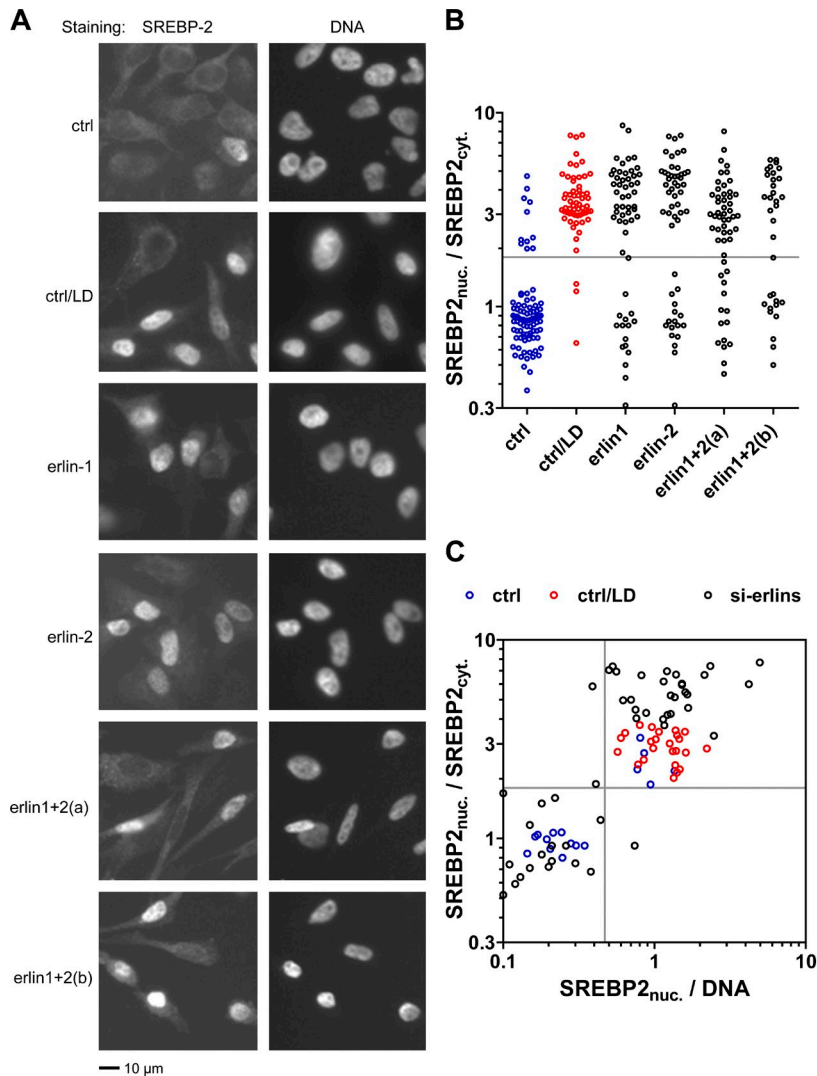 A
Staining: SREBP-2 DNA
ctrl
ctrl/LD
erlin-1
erlin-2
erlin1+2(a)
erlin1+2(b)
10 µm
B
SREBP2nuc. / SREBP2cyt.
10
3
1
0.3
ctrl ctrl/LD erlin1 erlin-2 erlin1+2(a) erlin1+2(b)
C
ctrl ctrl/LD si-erlins
SREBP2nuc. / SREBP2cyt.
10
3
1
0.3
0.1 1 10
SREBP2nuc. / DNA